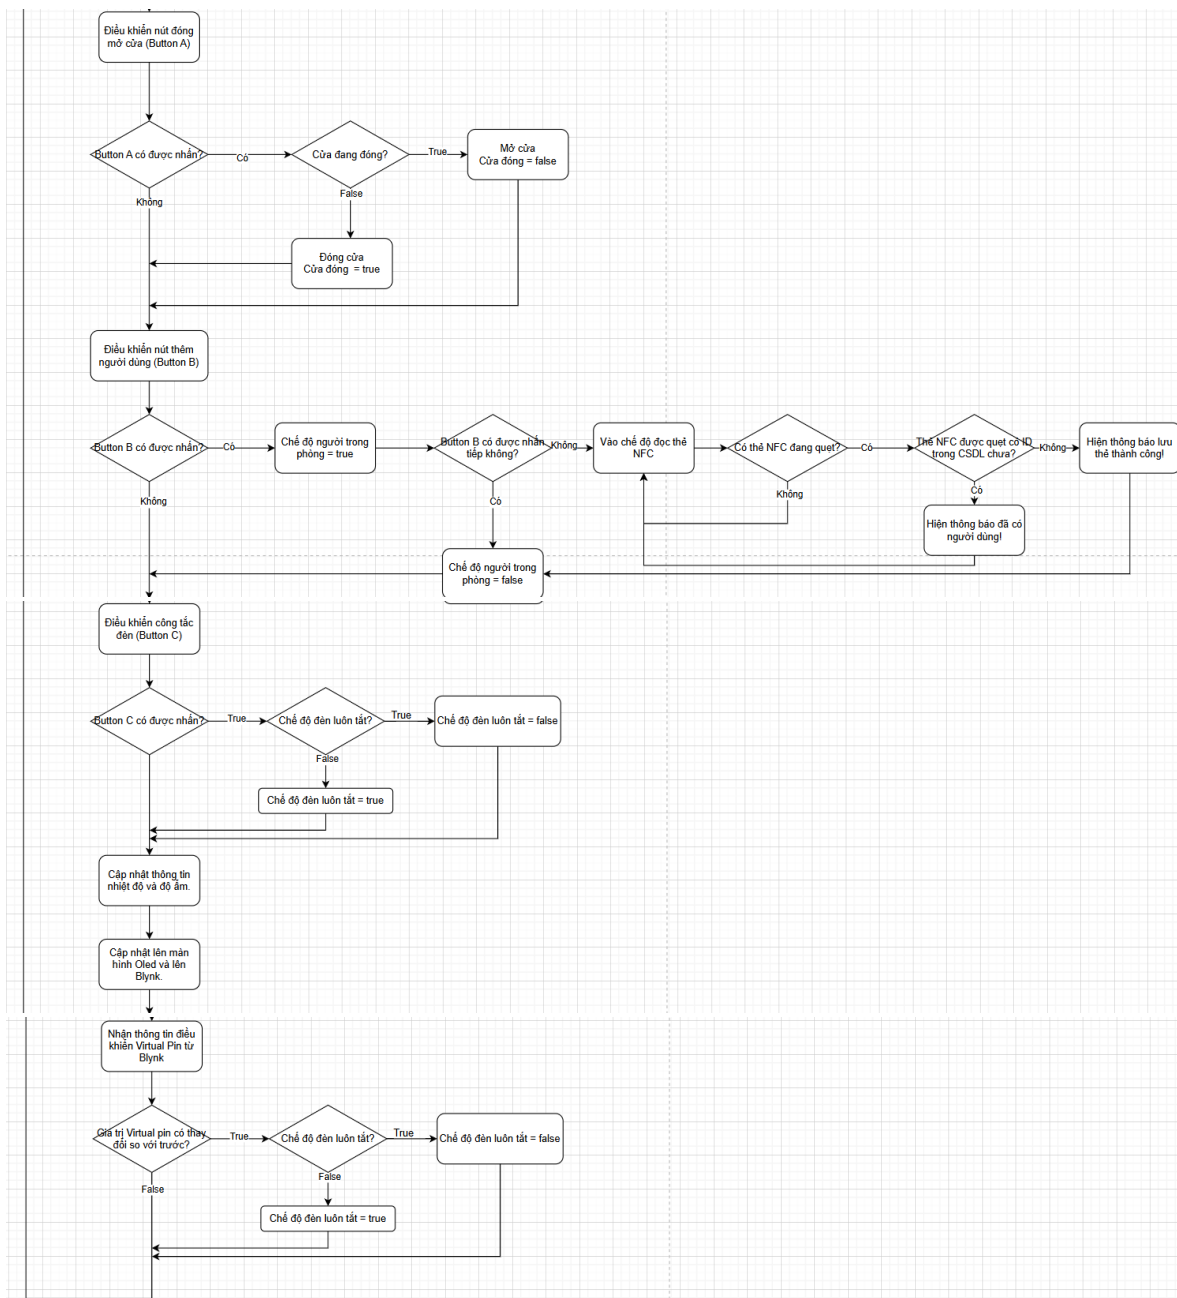 Điều khiển nút đóng
mở cửa (Button A)
Button A có được nhấn?
Có
Cửa đang đóng?
True
Mở cửa
Cửa đóng = false
Không
False
Đóng cửa
Cửa đóng = true
Điều khiển nút thêm
người dùng (Button B)
Button B có được nhấn?
Có
Chế độ người trong
phòng = true
Button B có được nhấn
tiếp không?
Không
Vào chế độ đọc thẻ
NFC
Có thẻ NFC đang quẹt?
Có
Thẻ NFC được quẹt có ID
trong CSDL chưa?
Không
Hiện thông báo lưu
thẻ thành công!
Không
Có
Không
Có
Hiện thông báo đã có
người dùng!
Chế độ người trong
phòng = false
Điều khiển công tắc
đèn (Button C)
Button C có được nhấn?
True
Chế độ đèn luôn tắt?
True
Chế độ đèn luôn tắt = false
False
Chế độ đèn luôn tắt = true
Cập nhật thông tin
nhiệt độ và độ ẩm.
Cập nhật lên màn
hình Oled và lên
Blynk.
Nhận thông tin điều
khiển Virtual Pin từ
Blynk
Giá trị Virtual pin có thay
đổi so với trước?
True
Chế độ đèn luôn tắt?
True
Chế độ đèn luôn tắt = false
False
False
Chế độ đèn luôn tắt = true